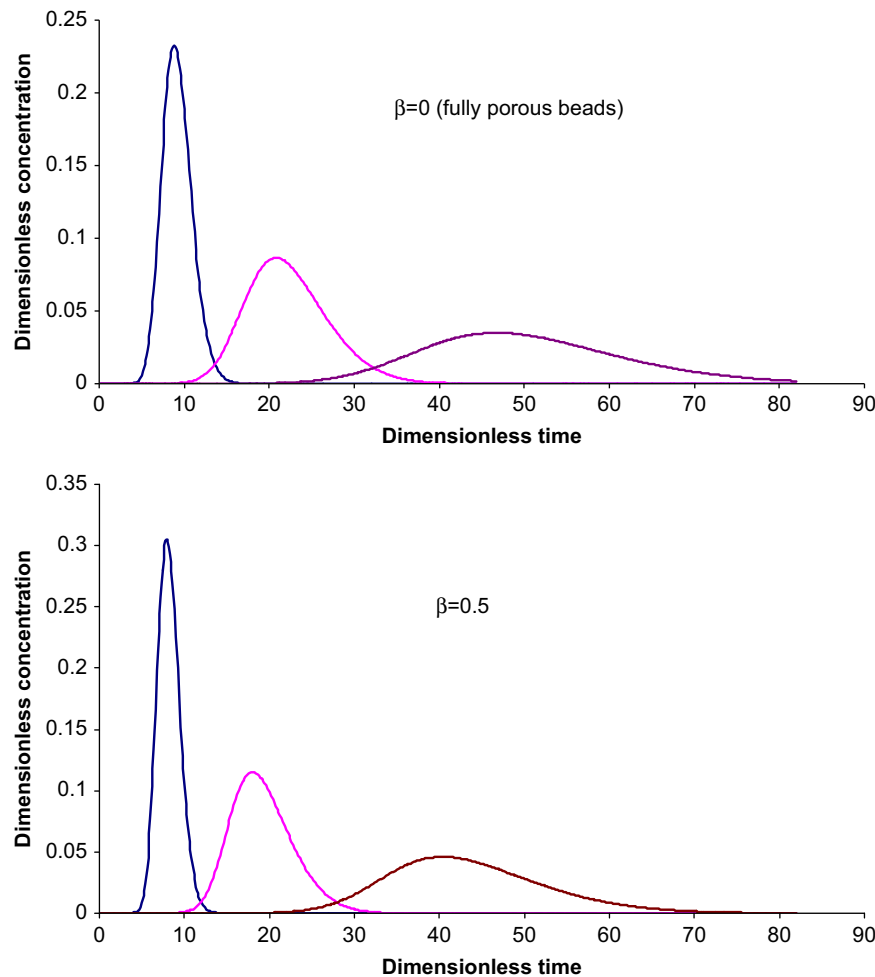 Dimensionless concentration
0.25
0.2
0.15
0.1
0.05
0
β=0 (fully porous beads)
0 10 20 30 40 50 60 70 80 90
Dimensionless time
Dimensionless concentration
0.35
0.3
0.25
0.2
0.15
0.1
0.05
0
β=0.5
0 10 20 30 40 50 60 70 80 90
Dimensionless time